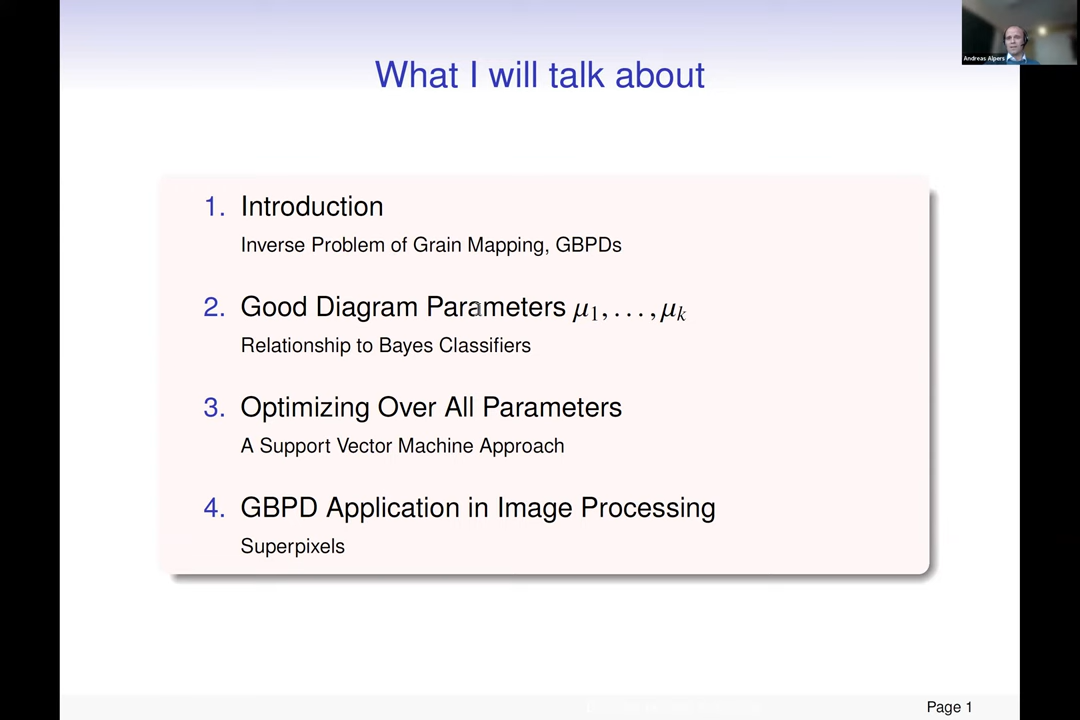 Andreas Alpers
What I will talk about
1. Introduction
Inverse Problem of Grain Mapping, GBPDs
2. Good Diagram Parameters μ₁, . . . , μₖ
Relationship to Bayes Classifiers
3. Optimizing Over All Parameters
A Support Vector Machine Approach
4. GBPD Application in Image Processing
Superpixels
Page 1